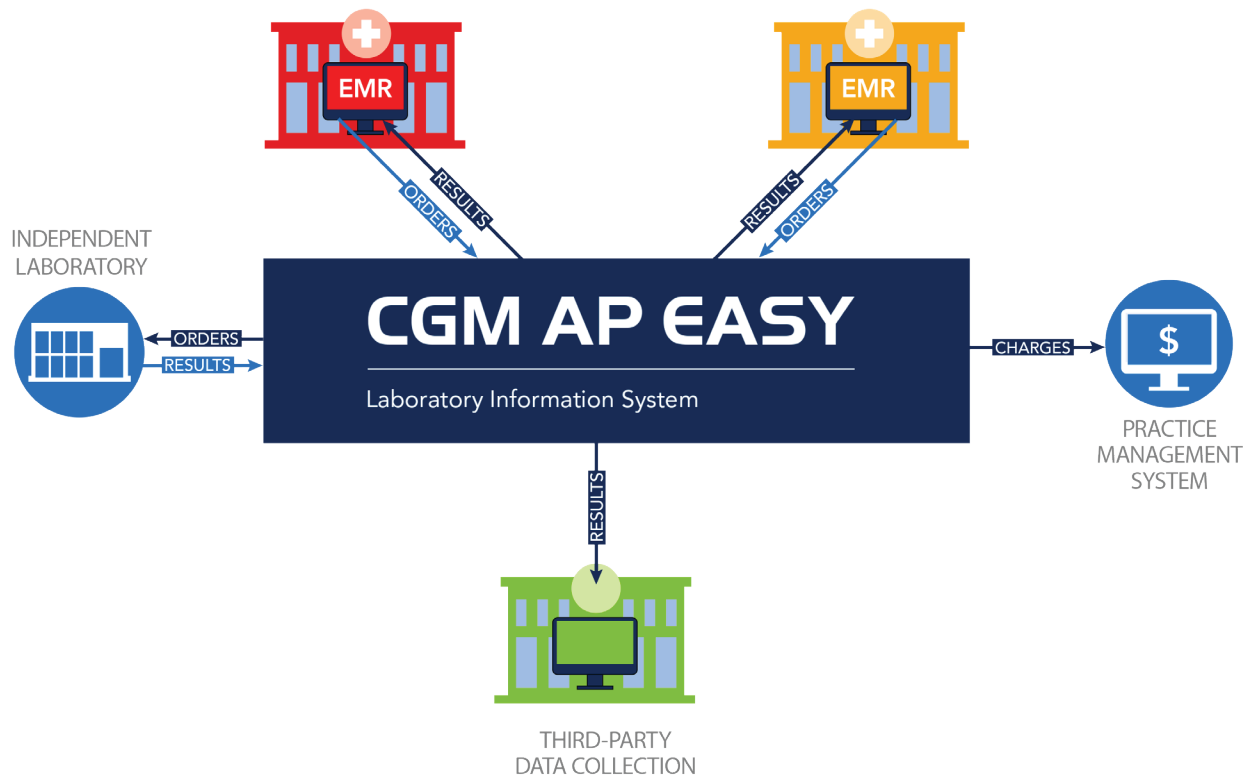 EMR
EMR
RESULTS
ORDERS
RESULTS
ORDERS
INDEPENDENT
LABORATORY
CGM AP EASY
Laboratory Information System
ORDERS
RESULTS
CHARGES
$
PRACTICE
MANAGEMENT
SYSTEM
RESULTS
THIRD-PARTY
DATA COLLECTION